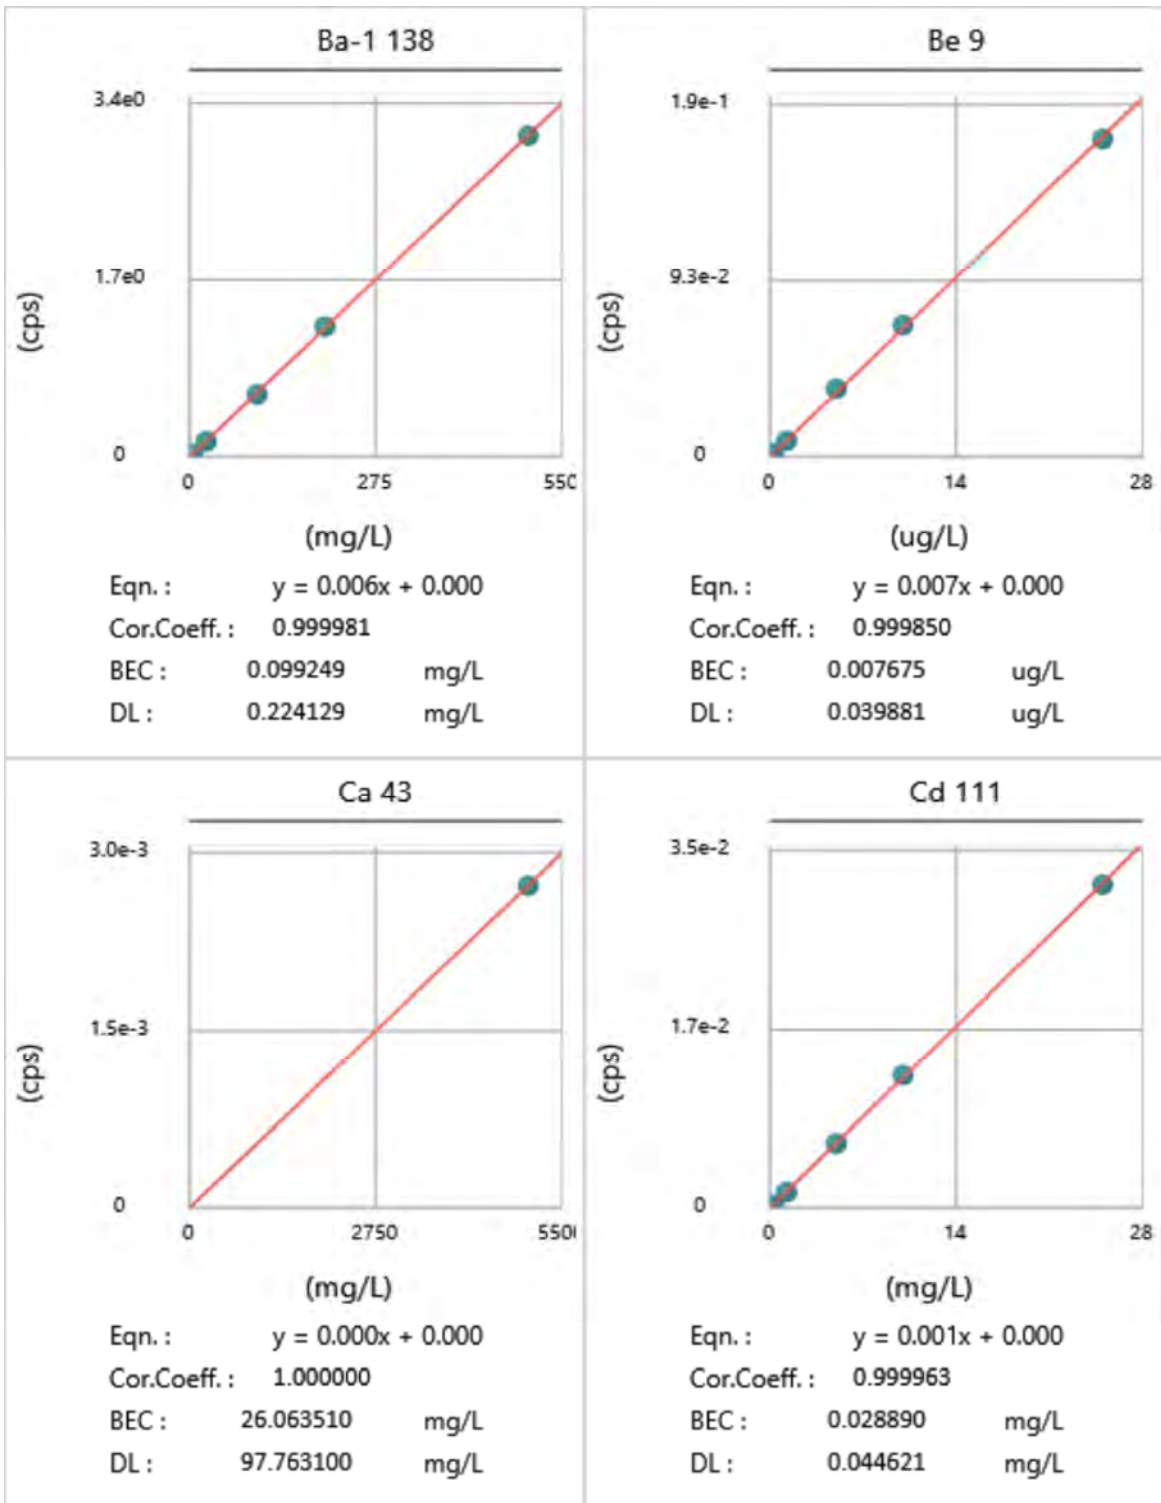 Ba-1 138
3.4e0
1.7e0
0
(cps)
0 275 550
(mg/L)
Eqn. : y = 0.006x + 0.000
Cor.Coeff. : 0.999981
BEC : 0.099249 mg/L
DL : 0.224129 mg/L
Be 9
1.9e-1
9.3e-2
0
(cps)
0 14 28
(ug/L)
Eqn. : y = 0.007x + 0.000
Cor.Coeff. : 0.999850
BEC : 0.007675 ug/L
DL : 0.039881 ug/L
Ca 43
3.0e-3
1.5e-3
0
(cps)
0 2750 550
(mg/L)
Eqn. : y = 0.000x + 0.000
Cor.Coeff. : 1.000000
BEC : 26.063510 mg/L
DL : 97.763100 mg/L
Cd 111
3.5e-2
1.7e-2
0
(cps)
0 14 28
(mg/L)
Eqn. : y = 0.001x + 0.000
Cor.Coeff. : 0.999963
BEC : 0.028890 mg/L
DL : 0.044621 mg/L